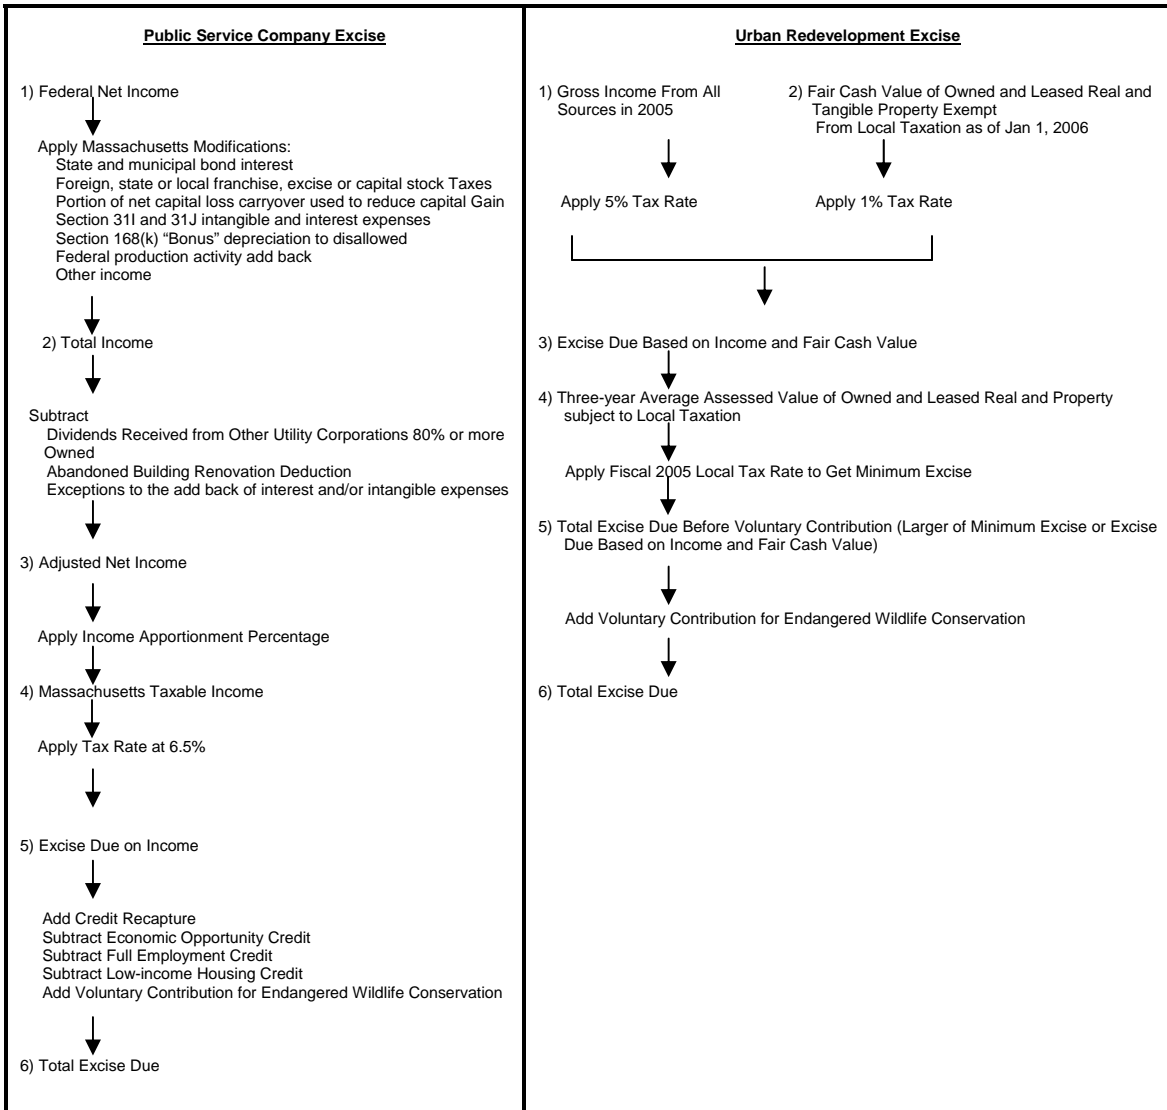 Public Service Company Excise
1) Federal Net Income
Apply Massachusetts Modifications:
State and municipal bond interest
Foreign, state or local franchise, excise or capital stock Taxes
Portion of net capital loss carryover used to reduce capital Gain
Section 31I and 31J intangible and interest expenses
Section 168(k) “Bonus” depreciation to disallowed
Federal production activity add back
Other income
2) Total Income
Subtract
Dividends Received from Other Utility Corporations 80% or more
Owned
Abandoned Building Renovation Deduction
Exceptions to the add back of interest and/or intangible expenses
3) Adjusted Net Income
Apply Income Apportionment Percentage
4) Massachusetts Taxable Income
Apply Tax Rate at 6.5%
5) Excise Due on Income
Add Credit Recapture
Subtract Economic Opportunity Credit
Subtract Full Employment Credit
Subtract Low-income Housing Credit
Add Voluntary Contribution for Endangered Wildlife Conservation
6) Total Excise Due
Urban Redevelopment Excise
1) Gross Income From All
Sources in 2005
2) Fair Cash Value of Owned and Leased Real and
Tangible Property Exempt
From Local Taxation as of Jan 1, 2006
Apply 5% Tax Rate
Apply 1% Tax Rate
3) Excise Due Based on Income and Fair Cash Value
4) Three-year Average Assessed Value of Owned and Leased Real and Property
subject to Local Taxation
Apply Fiscal 2005 Local Tax Rate to Get Minimum Excise
5) Total Excise Due Before Voluntary Contribution (Larger of Minimum Excise or Excise
Due Based on Income and Fair Cash Value)
Add Voluntary Contribution for Endangered Wildlife Conservation
6) Total Excise Due